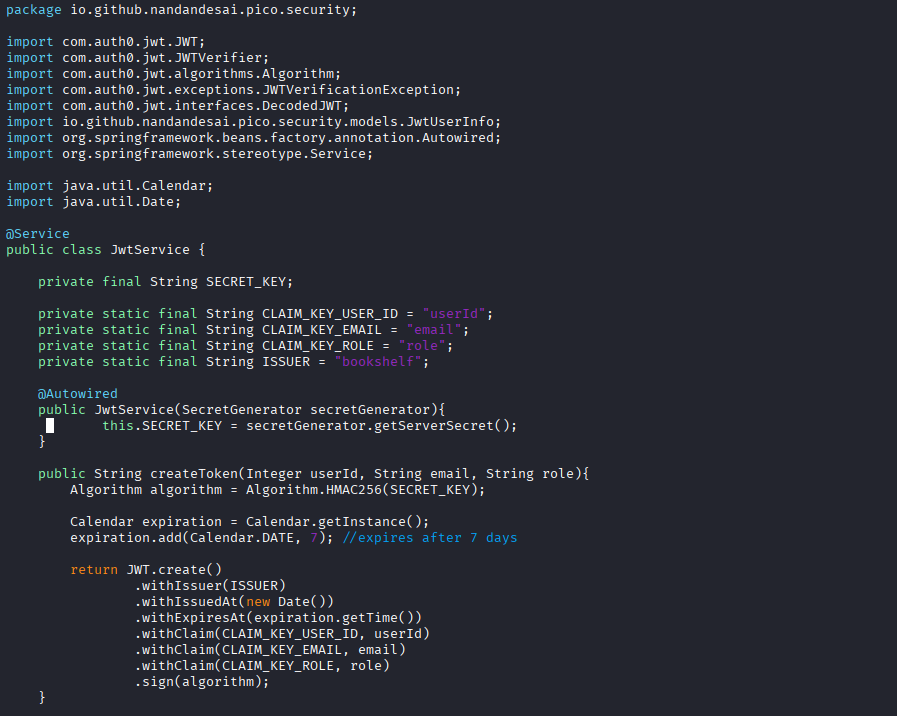 package io.github.nandandesai.pico.security;

import com.auth0.jwt.JWT;
import com.auth0.jwt.JWTVerifier;
import com.auth0.jwt.algorithms.Algorithm;
import com.auth0.jwt.exceptions.JWTVerificationException;
import com.auth0.jwt.interfaces.DecodedJWT;
import io.github.nandandesai.pico.security.models.JwtUserInfo;
import org.springframework.beans.factory.annotation.Autowired;
import org.springframework.stereotype.Service;

import java.util.Calendar;
import java.util.Date;

@Service
public class JwtService {

    private final String SECRET_KEY;

    private static final String CLAIM_KEY_USER_ID = "userId";
    private static final String CLAIM_KEY_EMAIL = "email";
    private static final String CLAIM_KEY_ROLE = "role";
    private static final String ISSUER = "bookshelf";

    @Autowired
    public JwtService(SecretGenerator secretGenerator){
            this.SECRET_KEY = secretGenerator.getServerSecret();
    }

    public String createToken(Integer userId, String email, String role){
        Algorithm algorithm = Algorithm.HMAC256(SECRET_KEY);

        Calendar expiration = Calendar.getInstance();
        expiration.add(Calendar.DATE, 7); //expires after 7 days

        return JWT.create()
                .withIssuer(ISSUER)
                .withIssuedAt(new Date())
                .withExpiresAt(expiration.getTime())
                .withClaim(CLAIM_KEY_USER_ID, userId)
                .withClaim(CLAIM_KEY_EMAIL, email)
                .withClaim(CLAIM_KEY_ROLE, role)
                .sign(algorithm);
    }